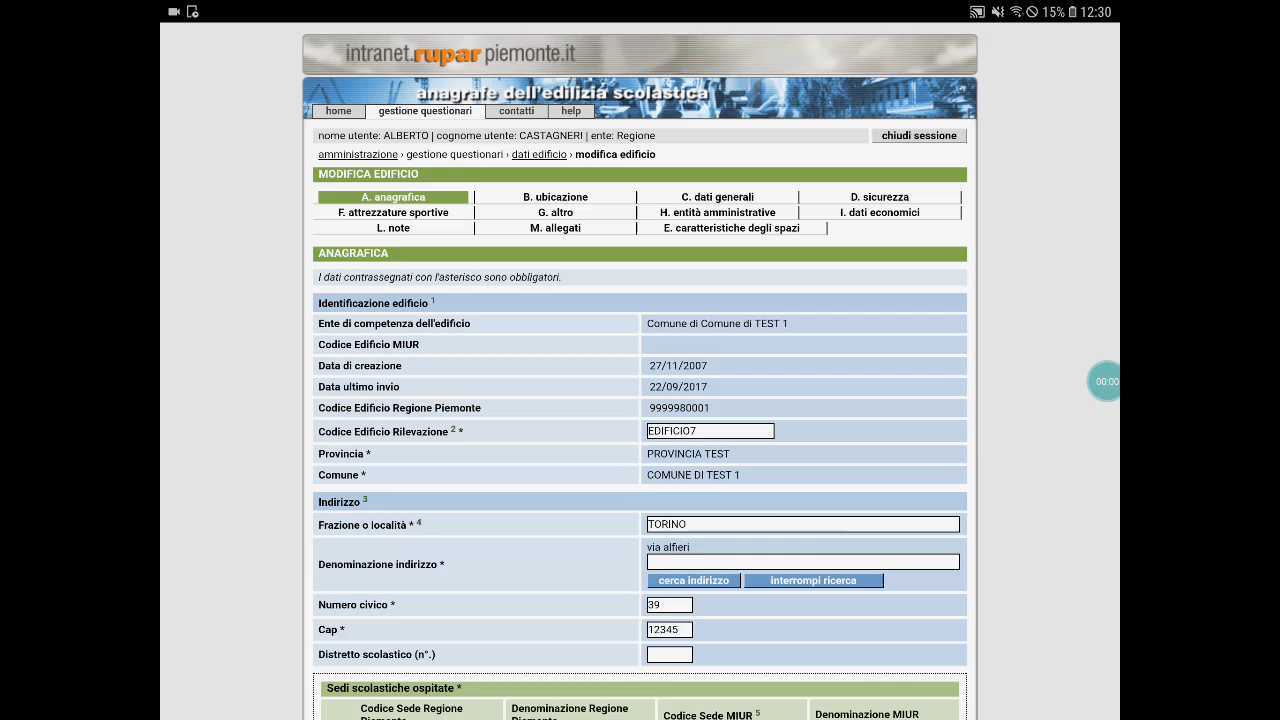 15% 12:30
intranet.rupar piemonte.it
anagrafe dell'edilizia scolastica
home gestione questionari contatti help
nome utente: ALBERTO | cognome utente: CASTAGNERI | ente: Regione chiudi sessione
amministrazione › gestione questionari › dati edificio › modifica edificio
MODIFICA EDIFICIO
A. anagrafica B. ubicazione C. dati generali D. sicurezza
F. attrezzature sportive G. altro H. entità amministrative I. dati economici
L. note M. allegati E. caratteristiche degli spazi
ANAGRAFICA
I dati contrassegnati con l'asterisco sono obbligatori.
Identificazione edificio 1
Ente di competenza dell'edificio Comune di Comune di TEST 1
Codice Edificio MIUR
Data di creazione 27/11/2007
Data ultimo invio 22/09/2017
00:00
Codice Edificio Regione Piemonte 9999980001
Codice Edificio Rilevazione 2 * EDIFICIO7
Provincia * PROVINCIA TEST
Comune * COMUNE DI TEST 1
Indirizzo 3
Frazione o località * 4 TORINO
via alfieri
Denominazione indirizzo *
cerca indirizzo interrompi ricerca
Numero civico * 39
Cap * 12345
Distretto scolastico (n°.)
Sedi scolastiche ospitate *
Codice Sede Regione Denominazione Regione Codice Sede MIUR 5 Denominazione MIUR
Piemonte Piemonte